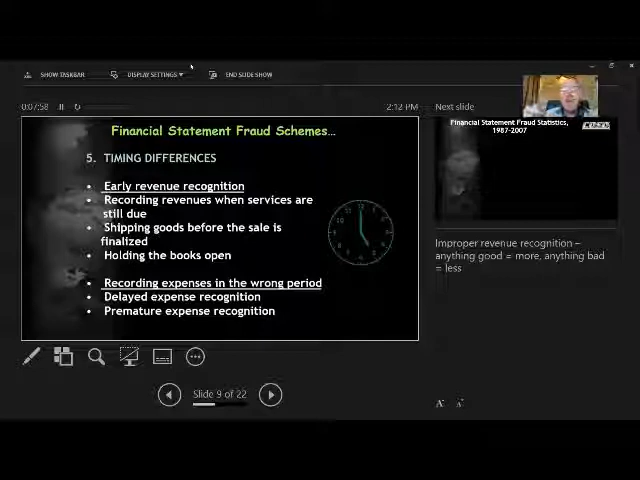 SHOW TASKBAR
DISPLAY SETTINGS ▼
END SLIDE SHOW
0:07:58
2:12 PM
Next slide
Financial Statement Fraud Schemes…
5. TIMING DIFFERENCES
• Early revenue recognition
• Recording revenues when services are
still due
• Shipping goods before the sale is
finalized
• Holding the books open
• Recording expenses in the wrong period
• Delayed expense recognition
• Premature expense recognition
Financial Statement Fraud Statistics,
1987-2007
Improper revenue recognition –
anything good = more, anything bad
= less
Slide 9 of 22
A A